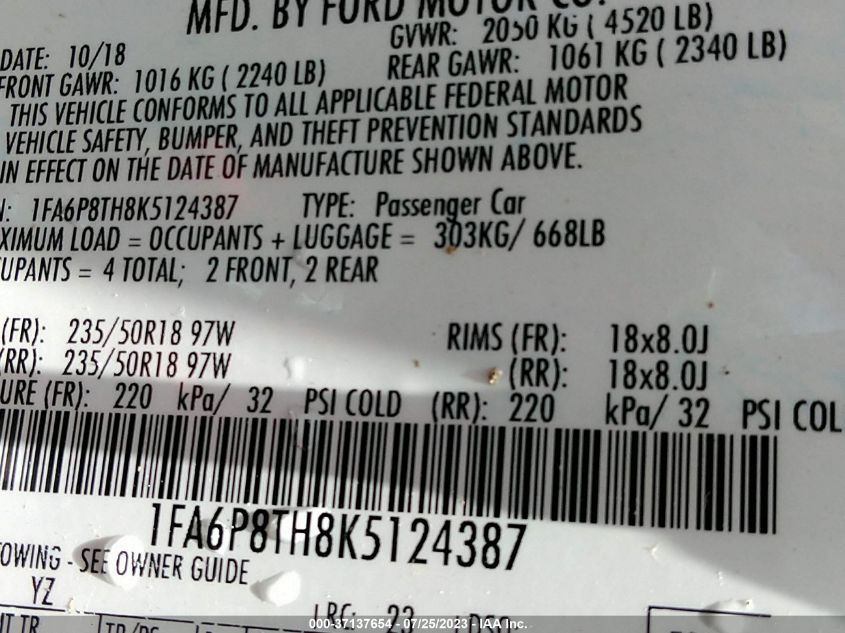 MFD. BY FORD MOTOR CO.
DATE: 10/18
GVWR: 2050 KG ( 4520 LB)
FRONT GAWR: 1016 KG ( 2240 LB)
REAR GAWR: 1061 KG ( 2340 LB)
THIS VEHICLE CONFORMS TO ALL APPLICABLE FEDERAL MOTOR
VEHICLE SAFETY, BUMPER, AND THEFT PREVENTION STANDARDS
IN EFFECT ON THE DATE OF MANUFACTURE SHOWN ABOVE.
: 1FA6P8TH8K5124387 TYPE: Passenger Car
XIMUM LOAD = OCCUPANTS + LUGGAGE = 303KG/ 668LB
UPANTS = 4 TOTAL; 2 FRONT, 2 REAR
(FR): 235/50R18 97W RIMS (FR): 18x8.0J
(RR): 235/50R18 97W (RR): 18x8.0J
URE (FR): 220 kPa/ 32 PSI COLD (RR): 220 kPa/ 32 PSI COL
1FA6P8TH8K5124387
OWING - SEE OWNER GUIDE
YZ
000-37137654 - 07/25/2023 - IAA Inc.